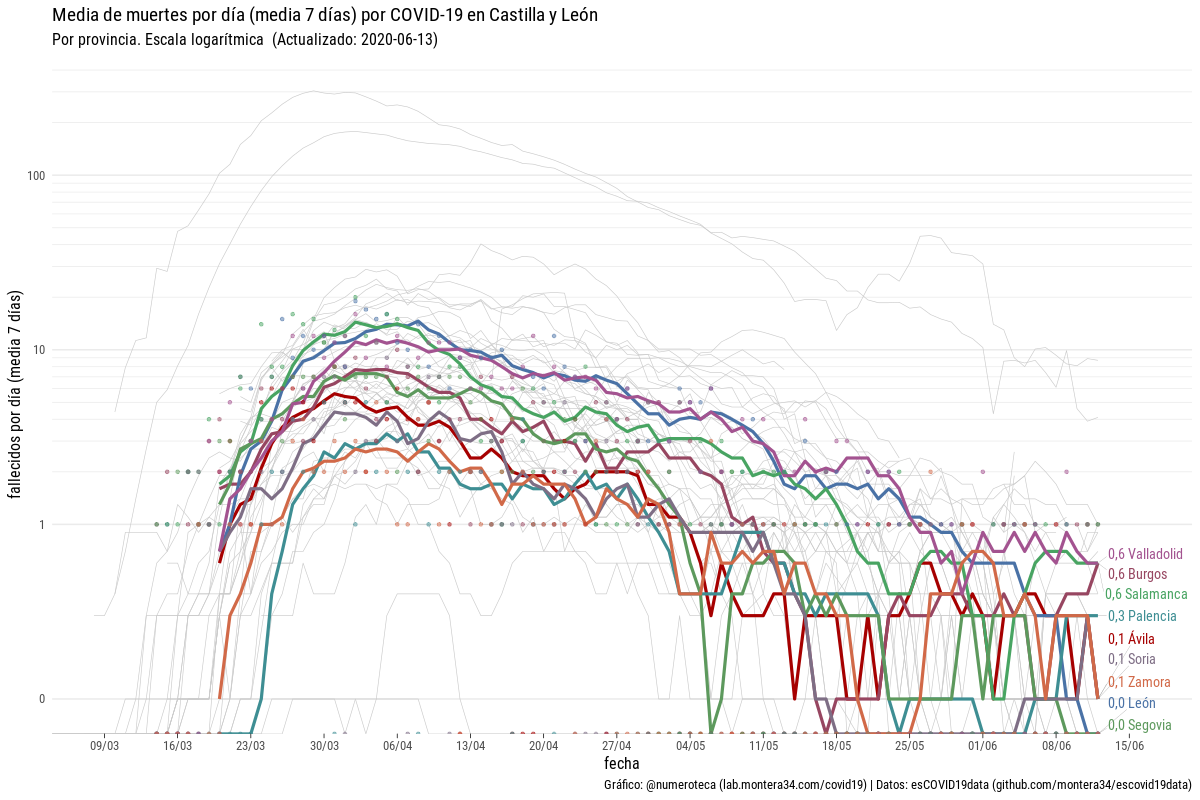 Media de muertes por día (media 7 días) por COVID-19 en Castilla y León
Por provincia. Escala logarítmica  (Actualizado: 2020-06-13)
fallecidos por día (media 7 días)
100
10
1
0
0,6 Valladolid
0,6 Burgos
0,6 Salamanca
0,3 Palencia
0,1 Ávila
0,1 Soria
0,1 Zamora
0,0 León
0,0 Segovia
09/03 16/03 23/03 30/03 06/04 13/04 20/04 27/04 04/05 11/05 18/05 25/05 01/06 08/06 15/06
fecha
Gráfico: @numeroteca (lab.montera34.com/covid19) | Datos: esCOVID19data (github.com/montera34/escovid19data)